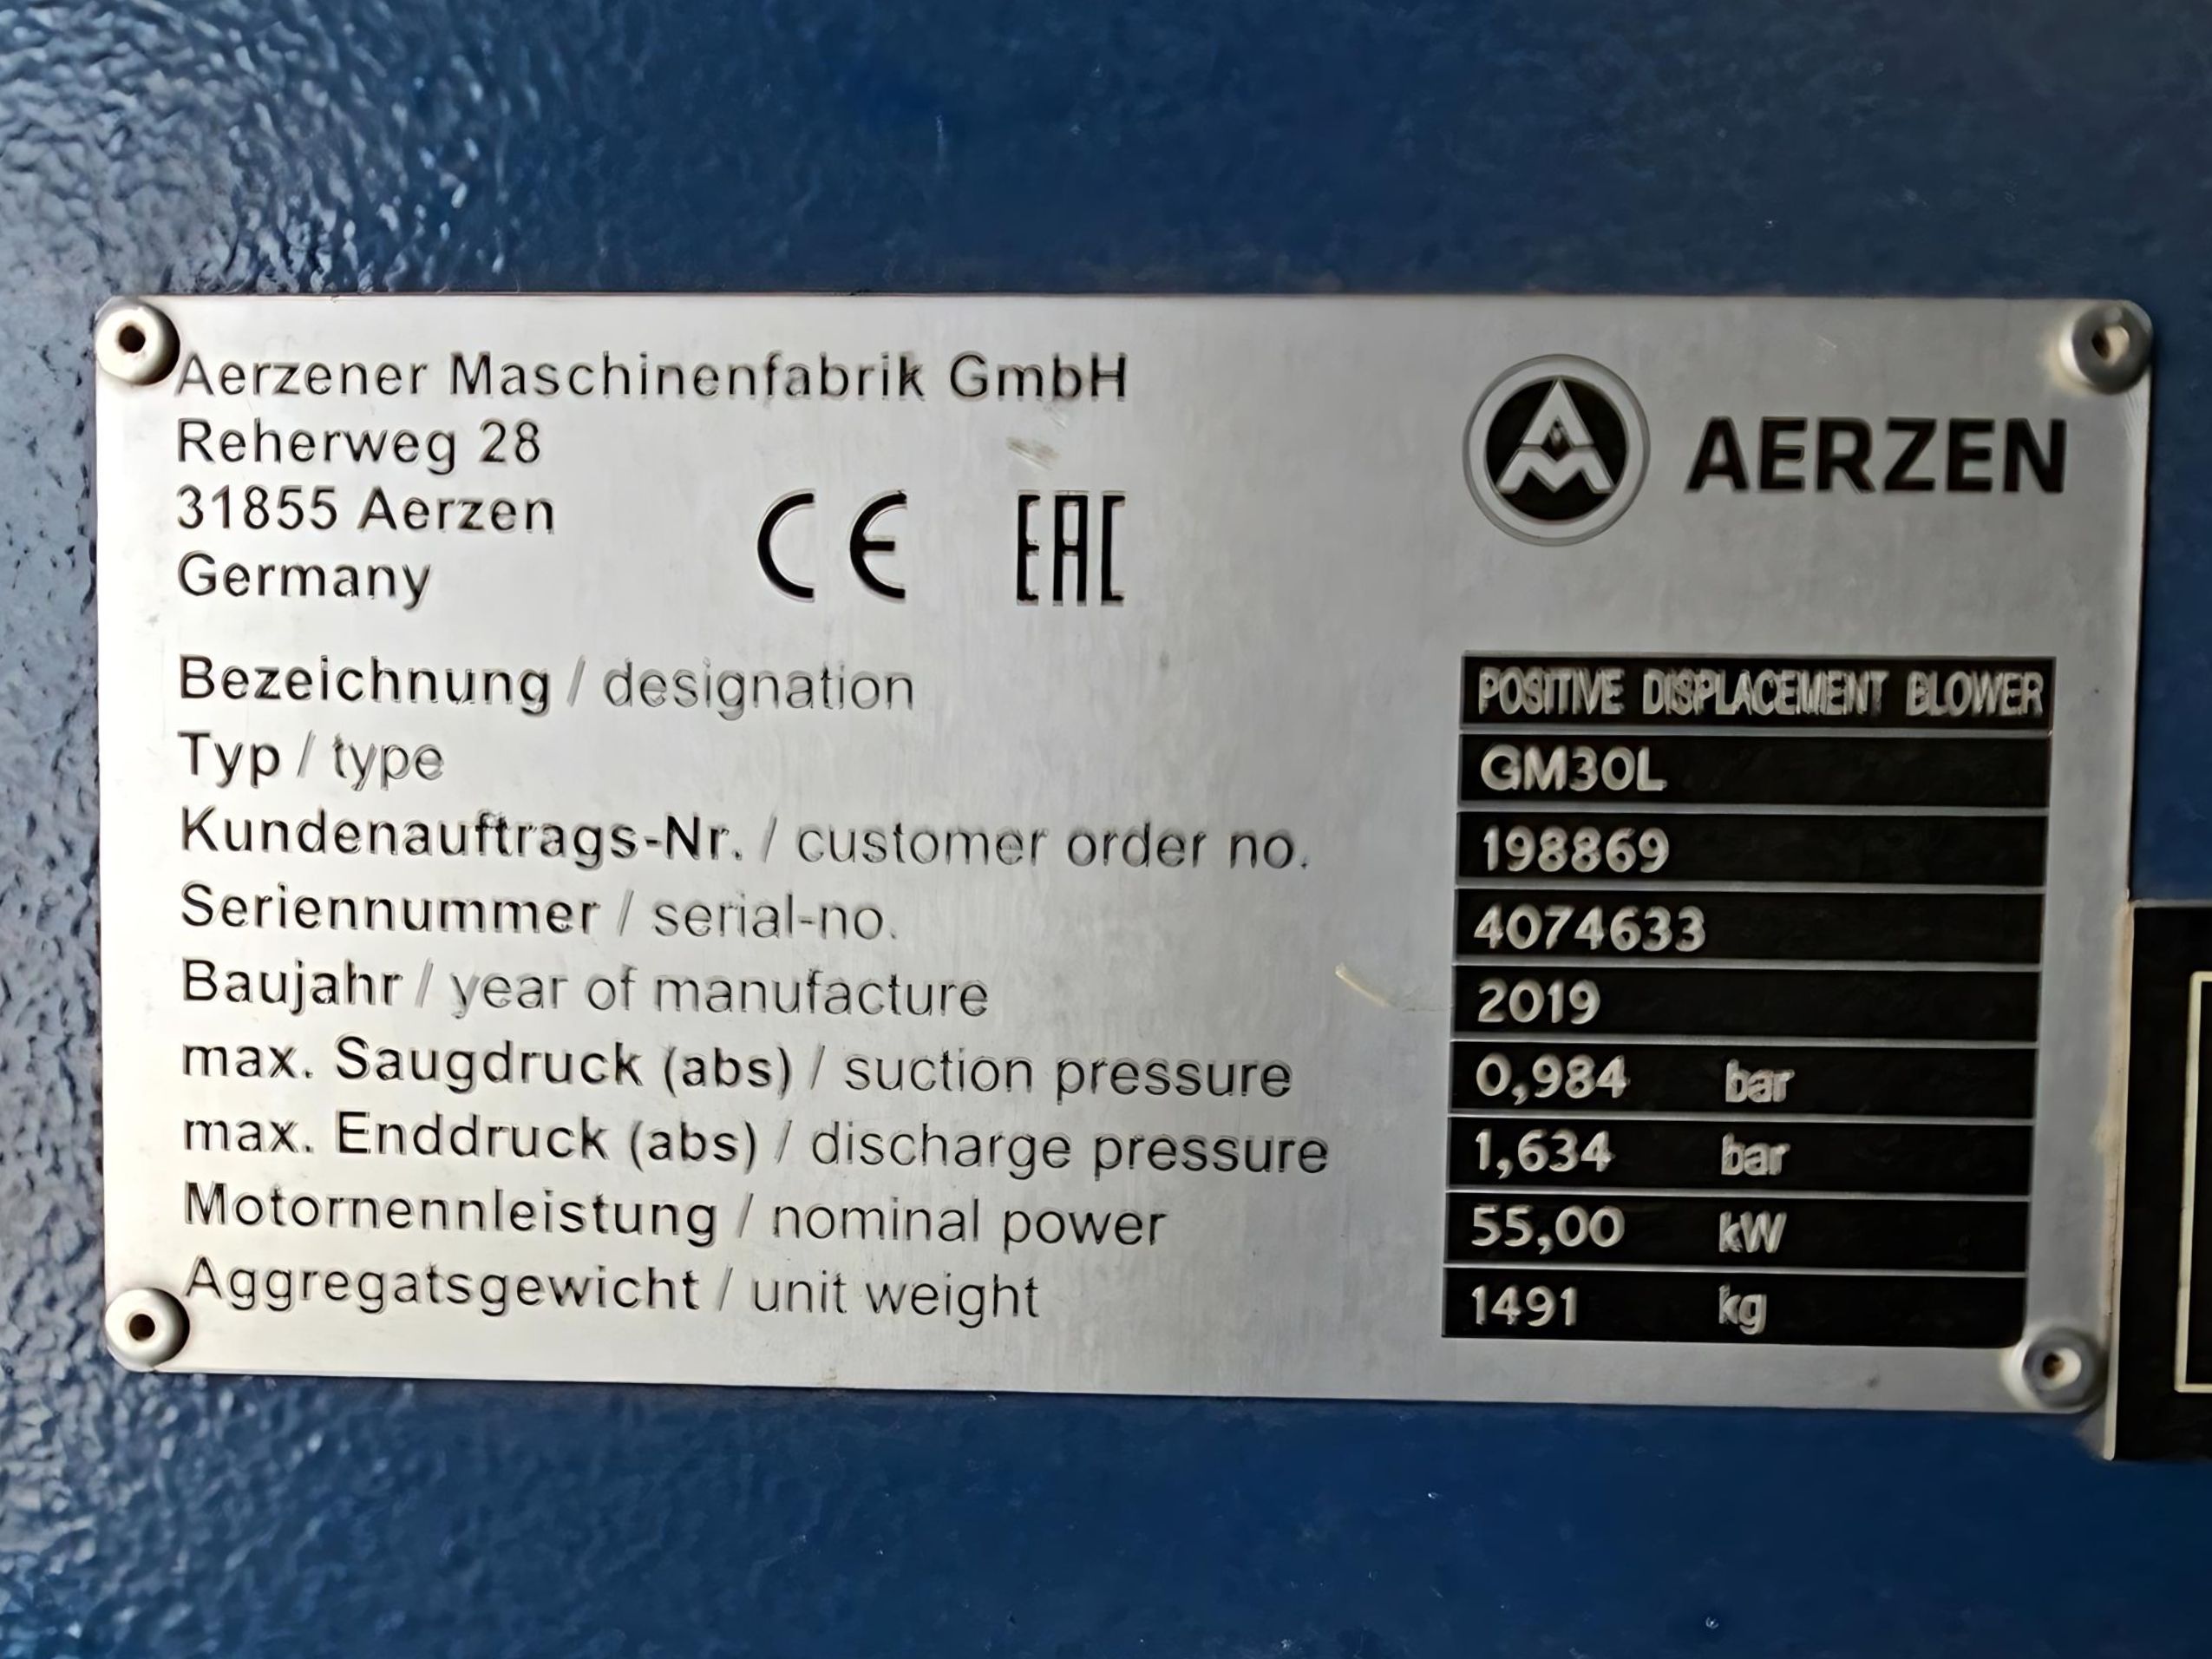 Aerzener Maschinenfabrik GmbH
Reherweg 28
31855 Aerzen
Germany
CE EAC
AERZEN
Bezeichnung / designation POSITIVE DISPLACEMENT BLOWER
Typ / type GM30L
Kundenauftrags-Nr. / customer order no. 198869
Seriennummer / serial-no. 4074633
Baujahr / year of manufacture 2019
max. Saugdruck (abs) / suction pressure 0,984 bar
max. Enddruck (abs) / discharge pressure 1,634 bar
Motornennleistung / nominal power 55,00 kW
Aggregatsgewicht / unit weight 1491 kg